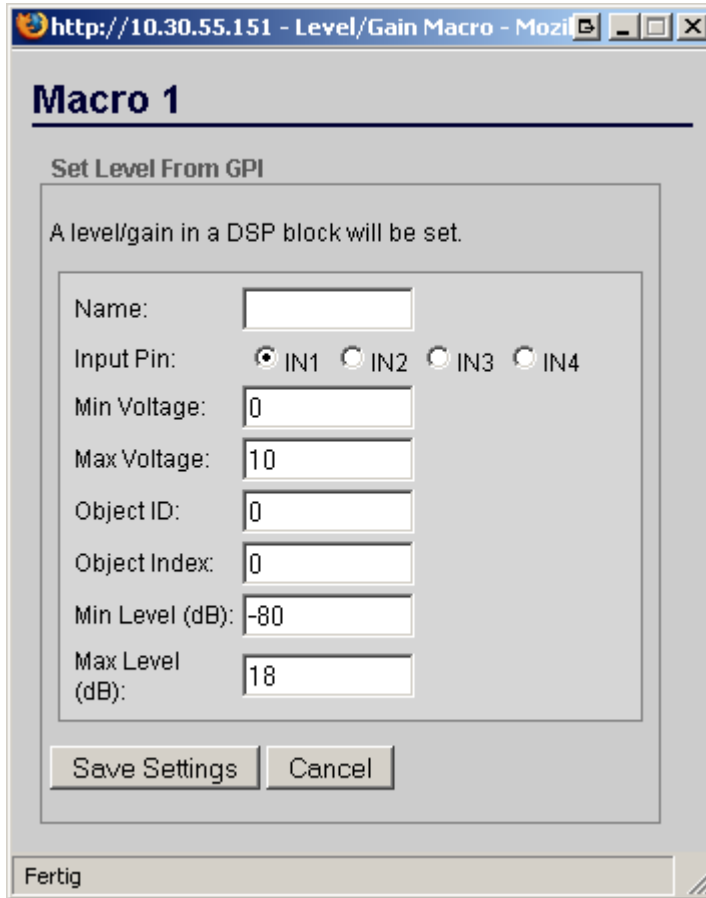 http://10.30.55.151 - Level/Gain Macro - Mozil
Macro 1
Set Level From GPI
A level/gain in a DSP block will be set.
Name:
Input Pin: IN1 IN2 IN3 IN4
Min Voltage: 0
Max Voltage: 10
Object ID: 0
Object Index: 0
Min Level (dB): -80
Max Level
(dB): 18
Save Settings Cancel
Fertig